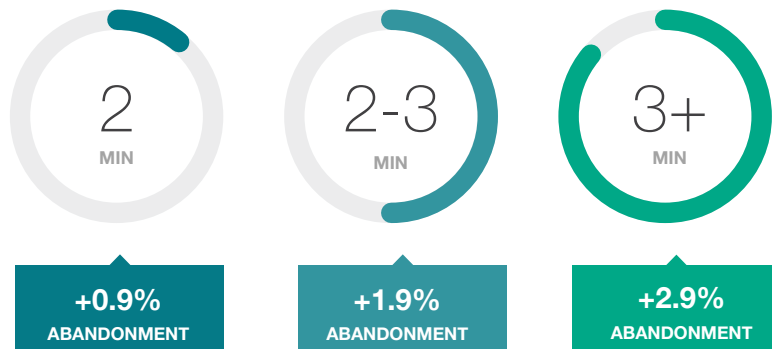 2
MIN
2-3
MIN
3+
MIN
+0.9%
ABANDONMENT
+1.9%
ABANDONMENT
+2.9%
ABANDONMENT